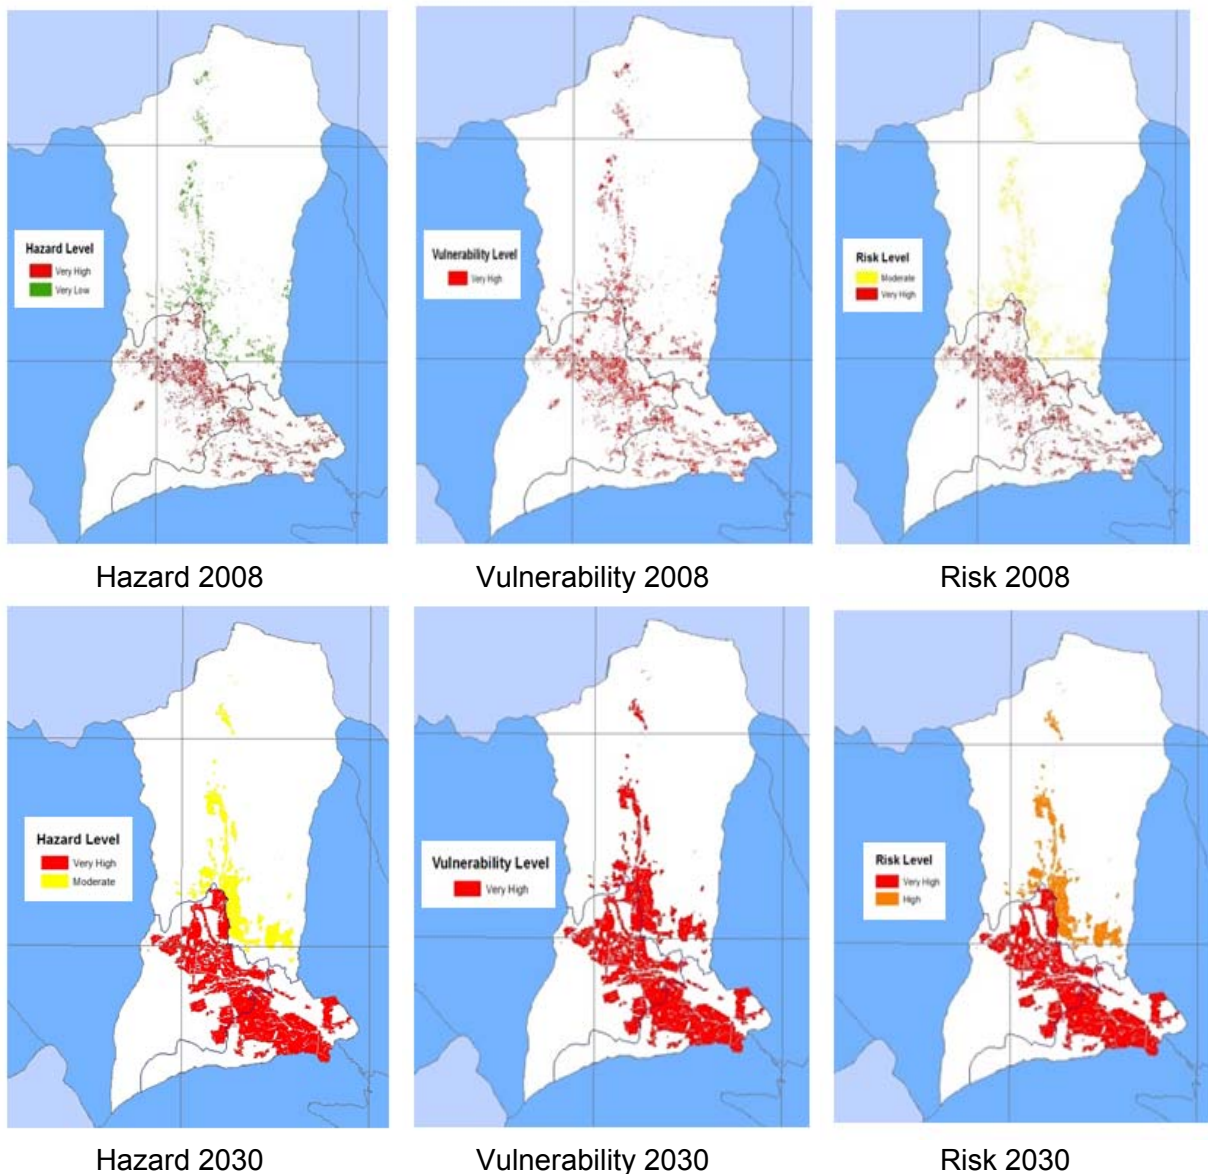 Hazard Level
Very High
Very Low
Vulnerability Level
Very High
Risk Level
Moderate
Very High
Hazard 2008
Vulnerability 2008
Risk 2008
Hazard Level
Very High
Moderate
Vulnerability Level
Very High
Risk Level
Very High
High
Hazard 2030
Vulnerability 2030
Risk 2030